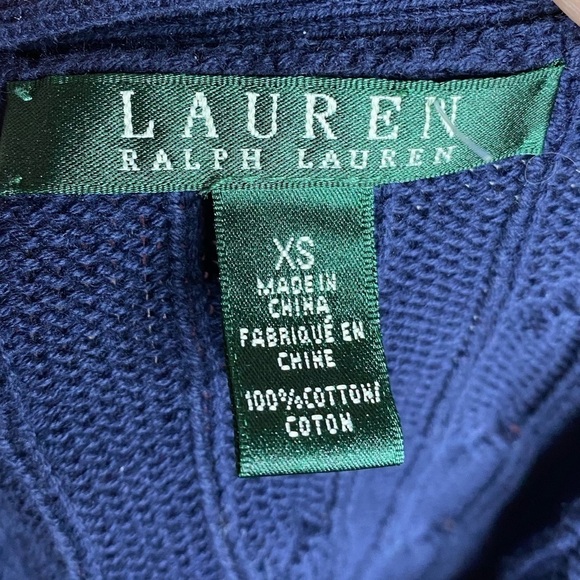 LAUREN
RALPH LAUREN
XS
MADE IN
CHINA
FABRIQUÉ EN
CHINE
100%COTTON/
COTON